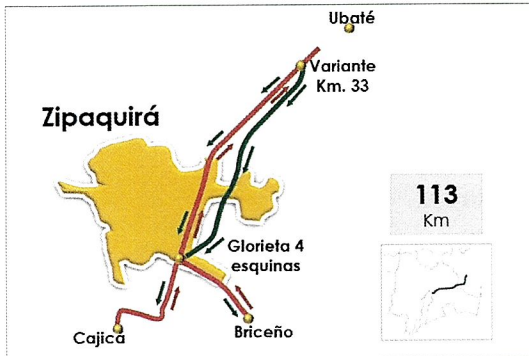 Ubaté
Variante
Km. 33
Zipaquirá
113
Km
Glorieta 4
esquinas
Cajica
Briceño